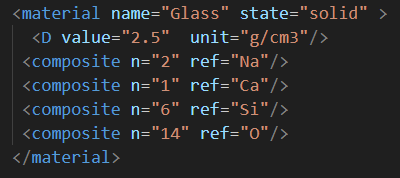 <material name="Glass" state="solid" >
<D value="2.5"  unit="g/cm3"/>
<composite n="2" ref="Na"/>
<composite n="1" ref="Ca"/>
<composite n="6" ref="Si"/>
<composite n="14" ref="O"/>
</material>